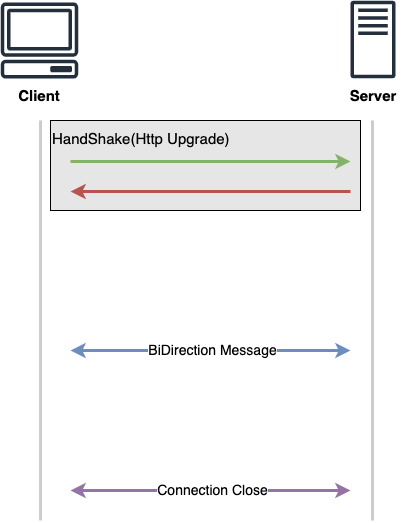 Client
Server
HandShake(Http Upgrade)
BiDirection Message
Connection Close